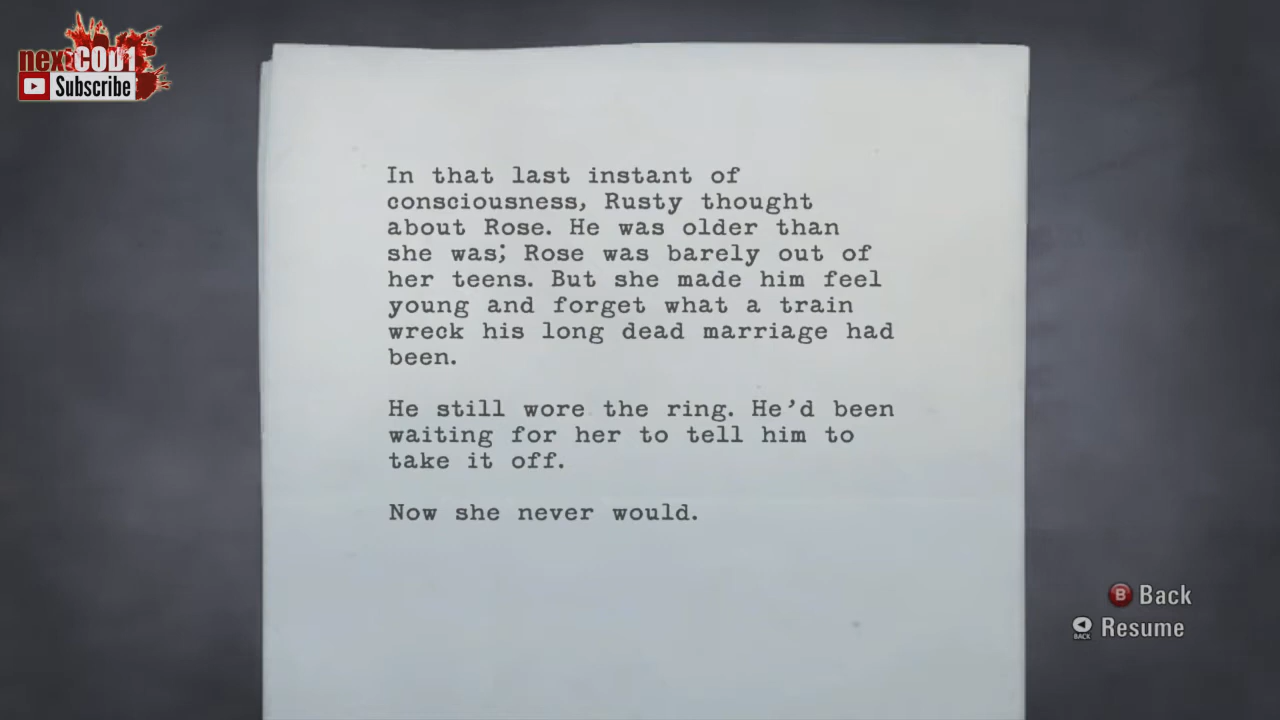 nextCOD1
Subscribe
In that last instant of
consciousness, Rusty thought
about Rose. He was older than
she was; Rose was barely out of
her teens. But she made him feel
young and forget what a train
wreck his long dead marriage had
been.
He still wore the ring. He’d been
waiting for her to tell him to
take it off.
Now she never would.
B Back
BACK Resume